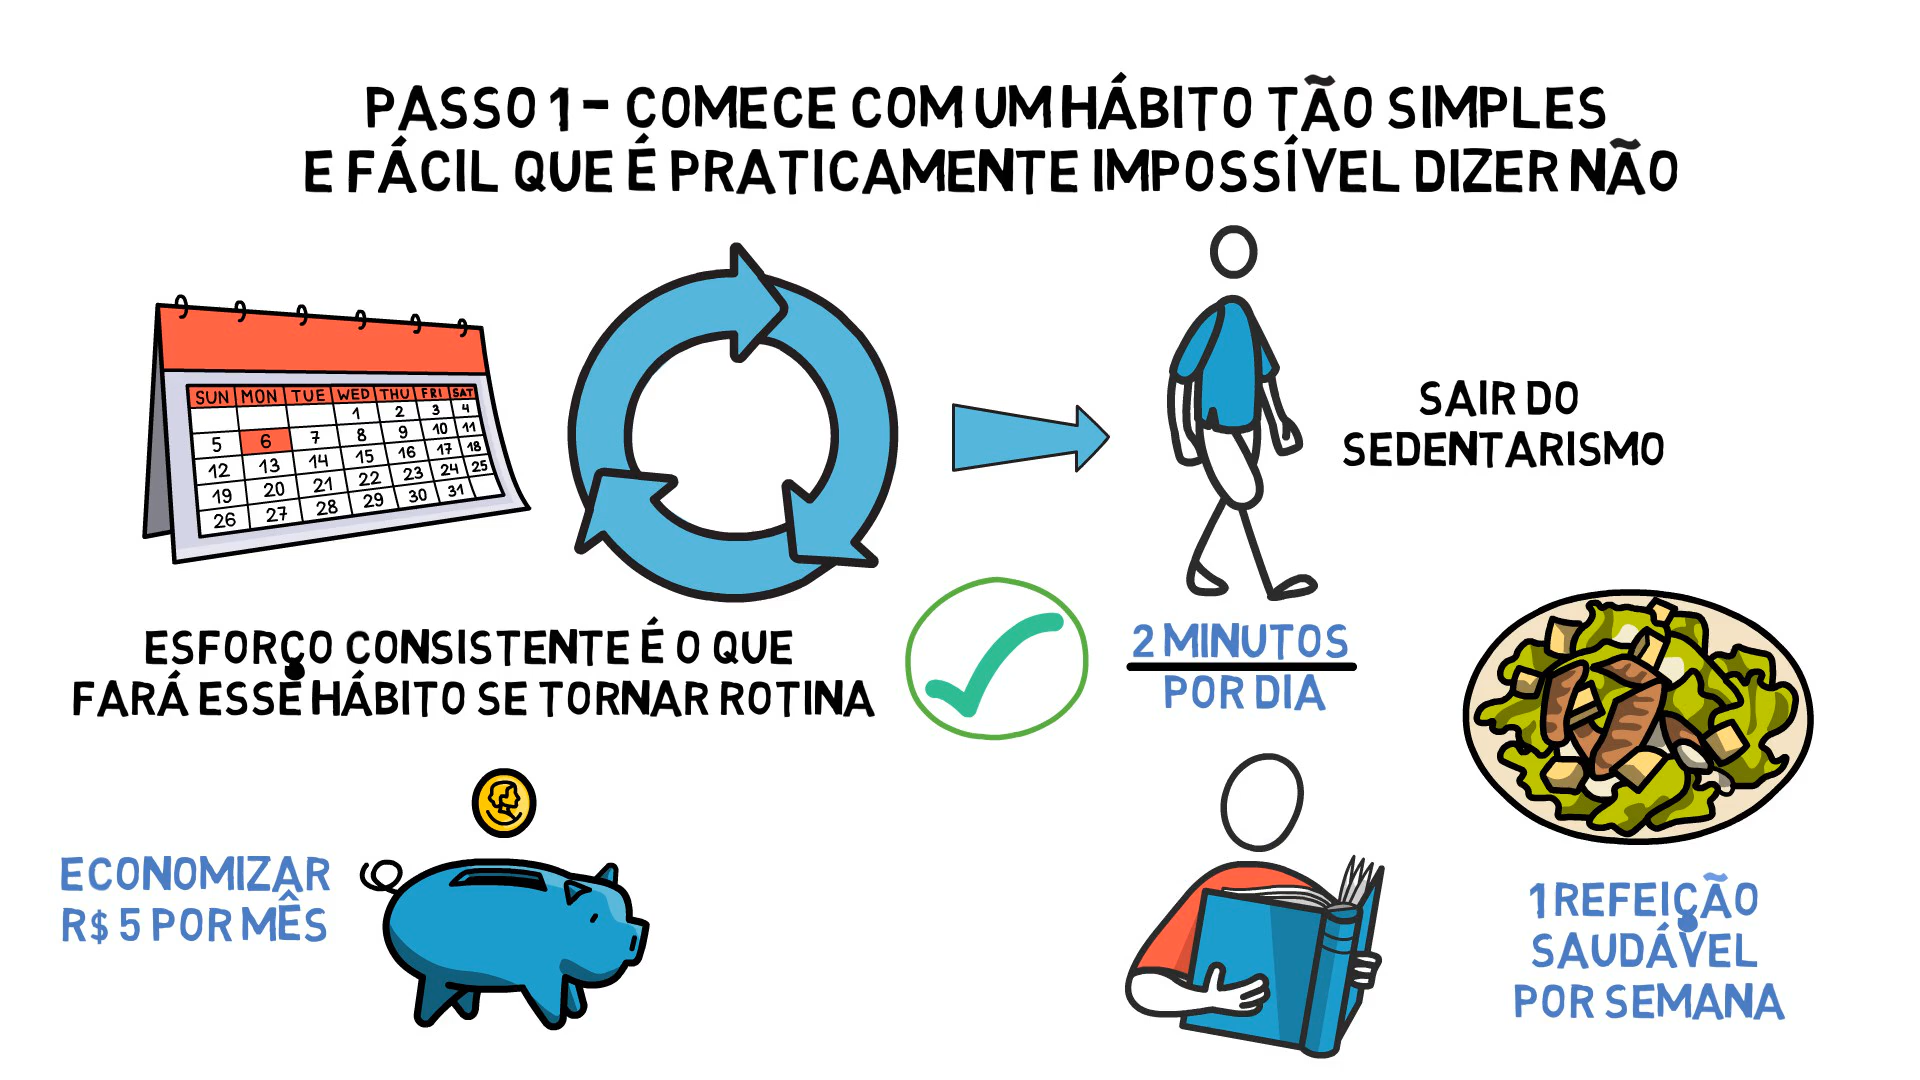 PASSO 1 - COMECE COM UM HÁBITO TÃO SIMPLES
E FÁCIL QUE É PRATICAMENTE IMPOSSÍVEL DIZER NÃO
SUN MON TUE WED THU FRI SAT
1 2 3 4
5 6 7 8 9 10 11
12 13 14 15 16 17 18
19 20 21 22 23 24 25
26 27 28 29 30 31
SAIR DO
SEDENTARISMO
ESFORÇO CONSISTENTE É O QUE
FARÁ ESSE HÁBITO SE TORNAR ROTINA
2 MINUTOS
POR DIA
ECONOMIZAR
R$ 5 POR MÊS
1 REFEIÇÃO
SAUDÁVEL
POR SEMANA